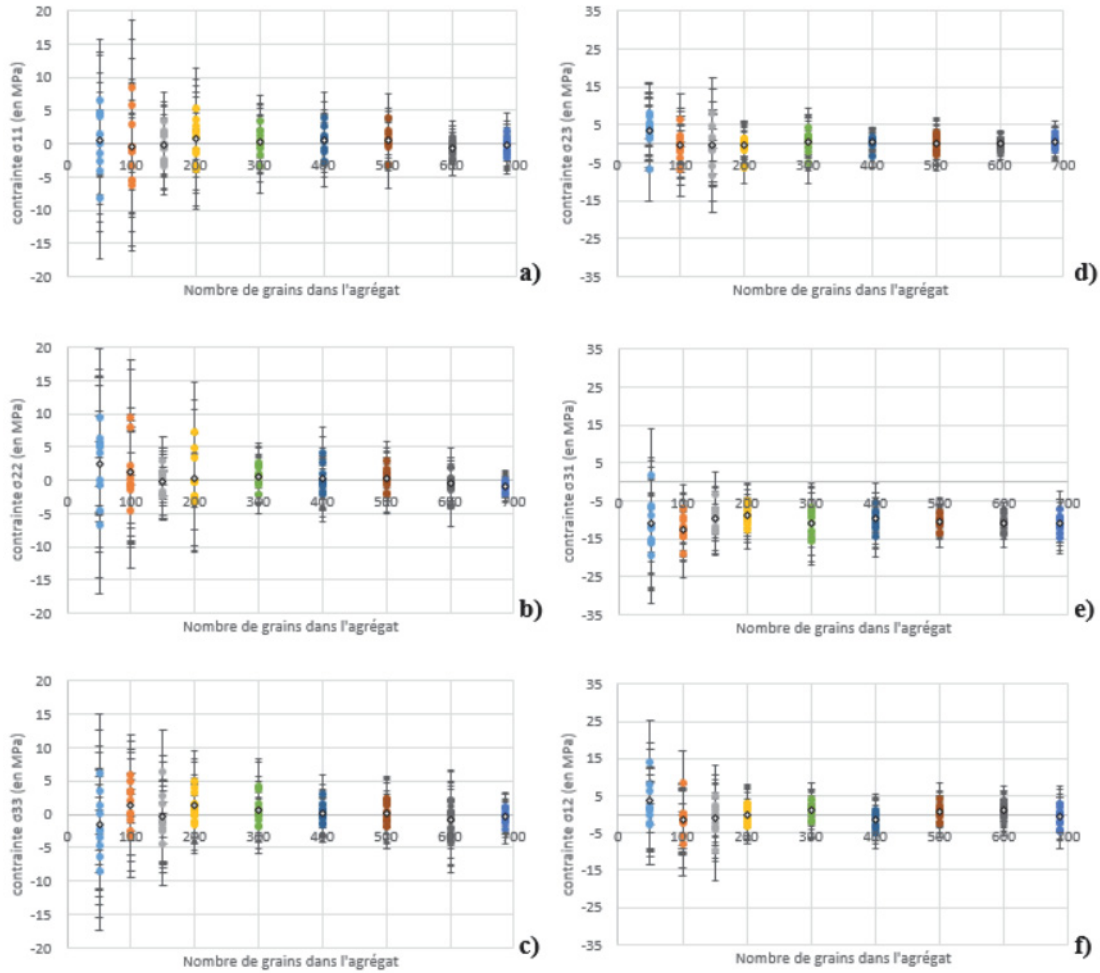 20
15
10
5
0
-5
-10
-15
-20
0 100 200 300 400 500 600 700
contrainte σ11 (en MPa)
Nombre de grains dans l'agrégat
a)
35
25
15
5
-5
-15
-25
-35
0 100 200 300 400 500 600 700
contrainte σ23 (en MPa)
Nombre de grains dans l'agrégat
d)
20
15
10
5
0
-5
-10
-15
-20
0 100 200 300 400 500 600 700
contrainte σ22 (en MPa)
Nombre de grains dans l'agrégat
b)
35
25
15
5
-5
-15
-25
-35
0 100 200 300 400 500 600 700
contrainte σ31 (en MPa)
Nombre de grains dans l'agrégat
e)
20
15
10
5
0
-5
-10
-15
-20
0 100 200 300 400 500 600 700
contrainte σ33 (en MPa)
Nombre de grains dans l'agrégat
c)
35
25
15
5
-5
-15
-25
-35
0 100 200 300 400 500 600 700
contrainte σ12 (en MPa)
Nombre de grains dans l'agrégat
f)